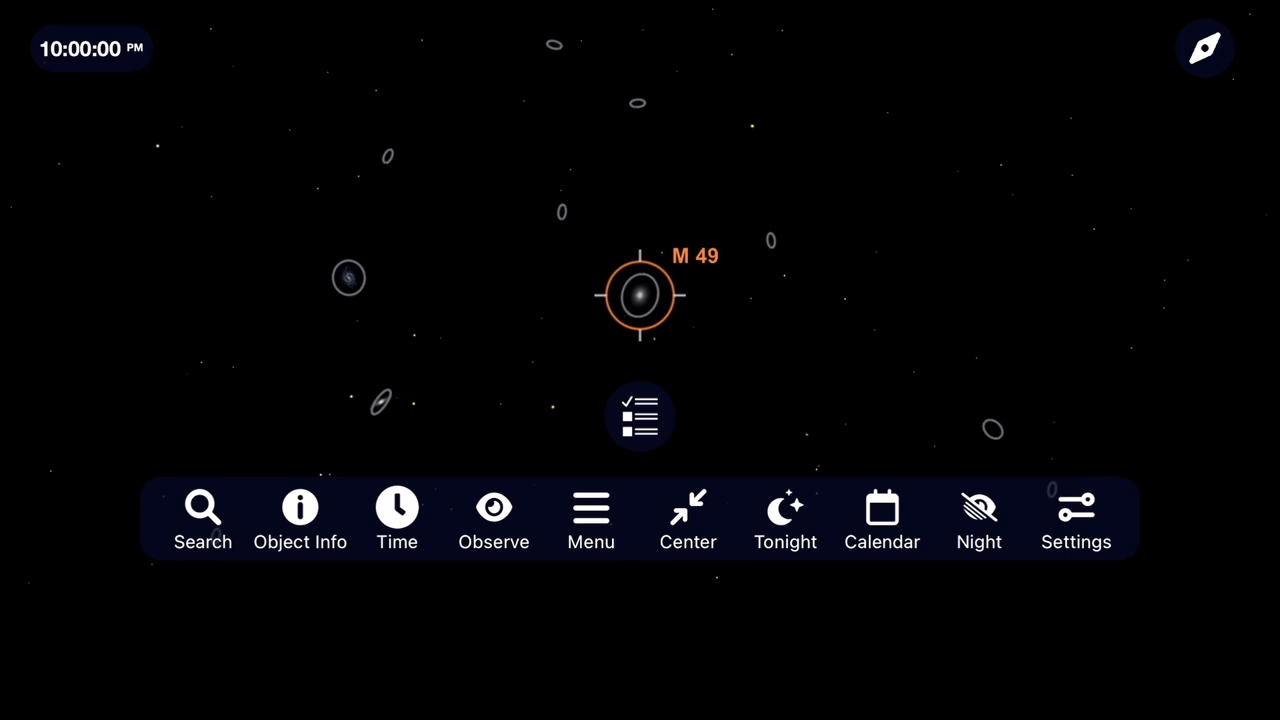 10:00:00 PM
M 49
Search Object Info Time Observe Menu Center Tonight Calendar Night Settings